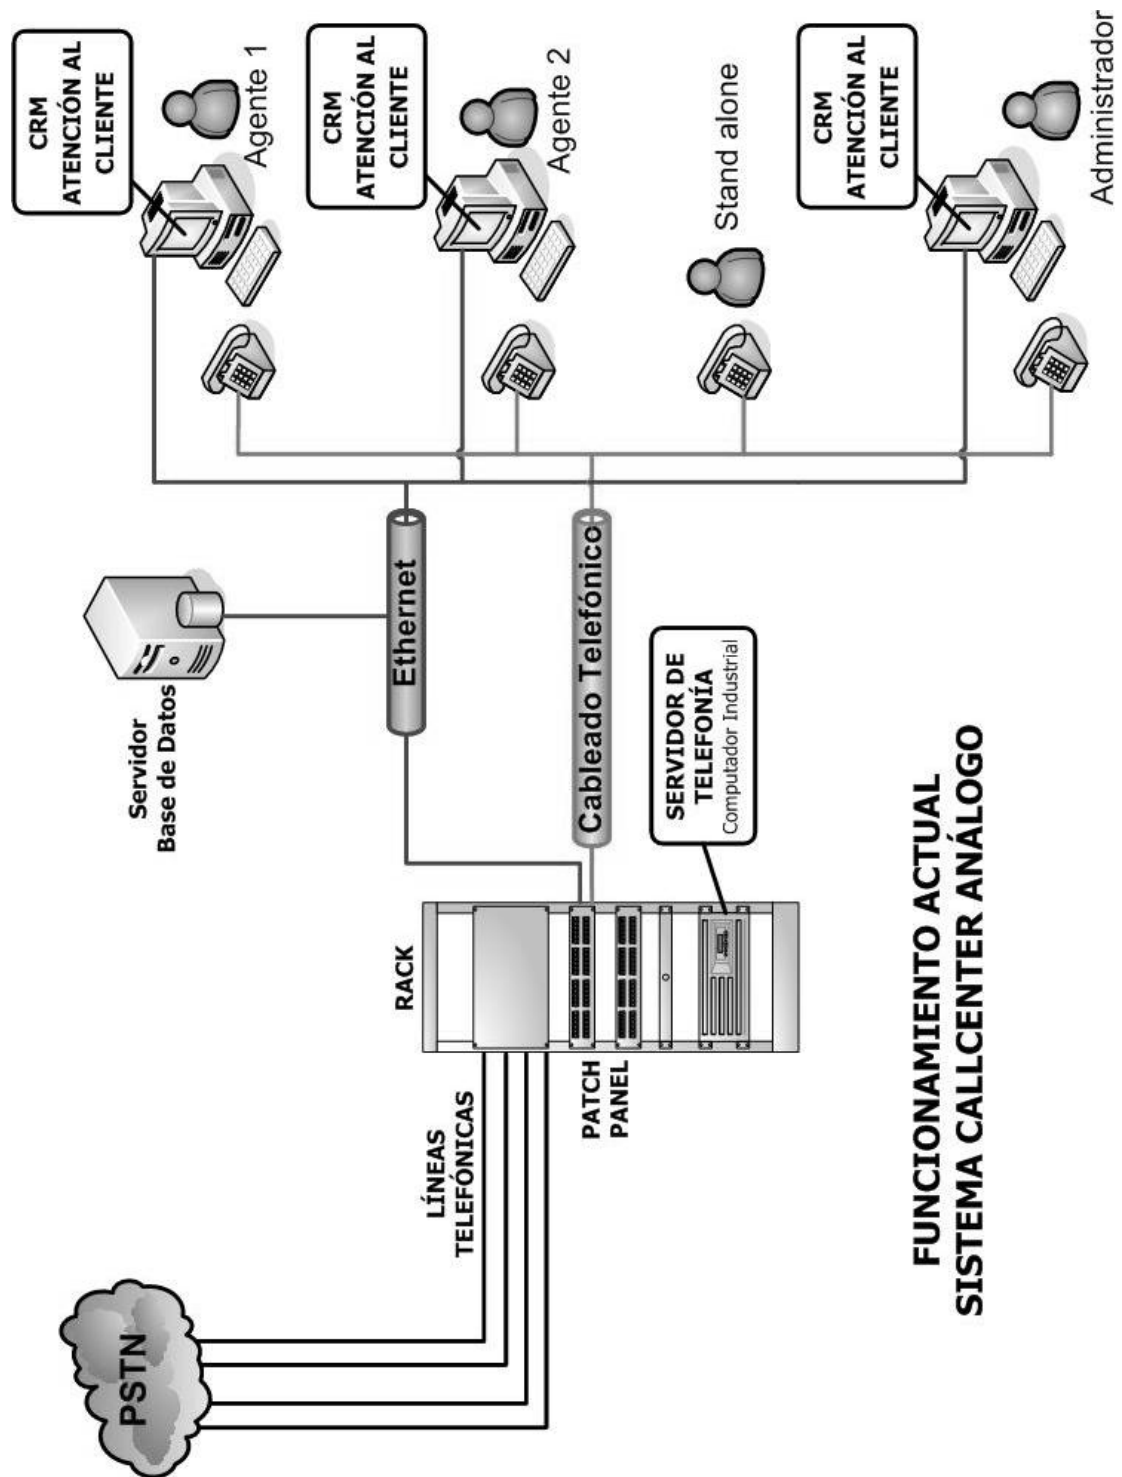 PSTN
LÍNEAS
TELEFÓNICAS
RACK
PATCH
PANEL
Servidor
Base de Datos
Ethernet
Cableado Telefónico
SERVIDOR DE
TELEFONÍA
Computador Industrial
CRM
ATENCIÓN AL
CLIENTE
Agente 1
CRM
ATENCIÓN AL
CLIENTE
Agente 2
Stand alone
CRM
ATENCIÓN AL
CLIENTE
Administrador
FUNCIONAMIENTO ACTUAL
SISTEMA CALLCENTER ANÁLOGO